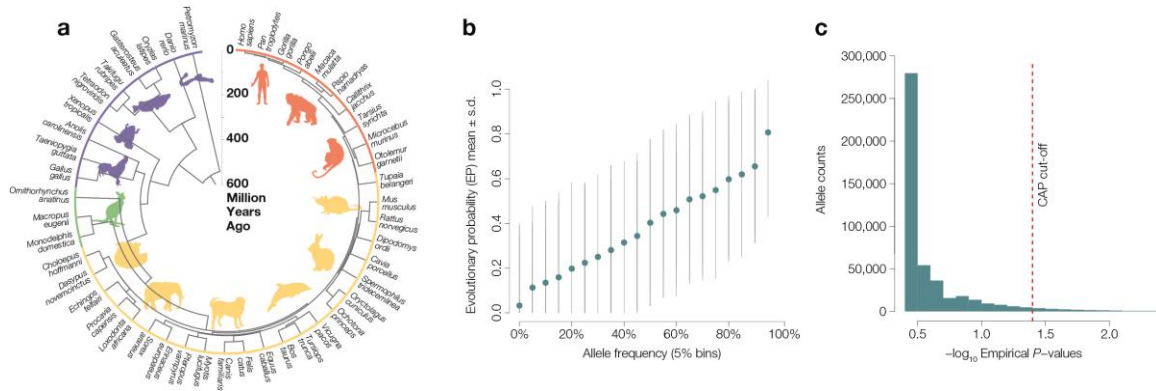 a
Homo
sapiens
Pan
troglodytes
Gorilla
gorilla
Pongo
abelii
Macaca
mulatta
Papio
hamadryas
Callithrix
jacchus
Tarsius
syrichta
Microcebus
murinus
Otolemur
garnettii
Tupaia
belangeri
Mus
musculus
Rattus
norvegicus
Dipodomys
ordii
Cavia
porcellus
Spermophilus
tridecemlinea
Oryctolagus
cuniculus
Ochotona
princeps
Vicugna
pacos
Tursiops
trunca
Bos
taurus
Equus
caballus
Felis
catus
Canis
familiaris
Myotis
lucifugus
Pteropus
vampyrus
Erinaceus
europaeus
Sorex
araneus
Loxodonta
africana
Procavia
capensis
Echinops
telfairi
Dasypus
novemcinctus
Choloepus
hoffmanni
Monodelphis
domestica
Macropus
eugenii
Ornithorhynchus
anatinus
Gallus
gallus
Taeniopygia
guttata
Anolis
carolinensis
Xanopus
tropicalis
Tetraodon
nigroviridis
Takifugu
rubripes
Gasterosteus
aculeatus
Oryzias
latipes
Danio
rerio
Petromyzon
marinus
0
200
400
600
Million
Years
Ago
b
Evolutionary probability (EP) mean ± s.d.
1.0
0.8
0.6
0.4
0.2
0.0
0%
20%
40%
60%
80%
100%
Allele frequency (5% bins)
c
Allele counts
300,000
250,000
200,000
150,000
100,000
50,000
0
CAP cut-off
0.5
1.0
1.5
2.0
–log10 Empirical P–values